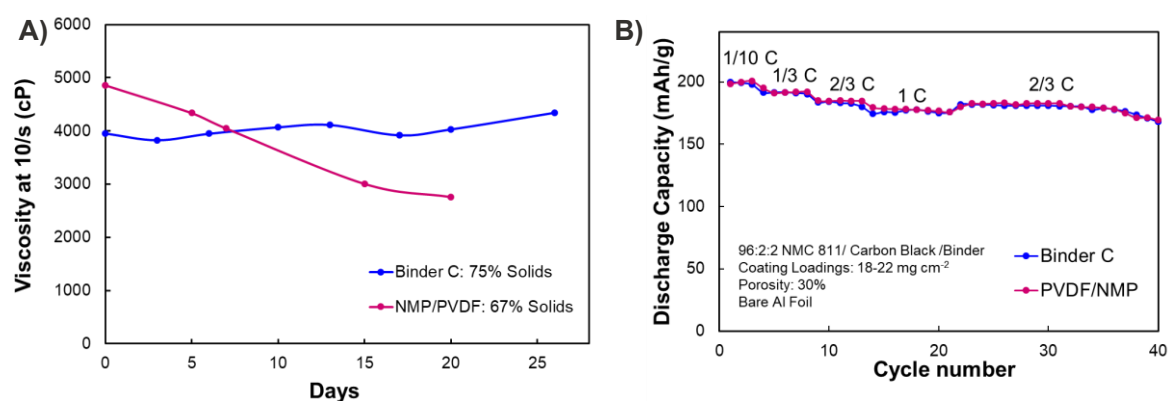 A)
6000
5000
4000
3000
2000
1000
0
Viscosity at 10/s (cP)
Binder C: 75% Solids
NMP/PVDF: 67% Solids
0 5 10 15 20 25
Days
B)
200
150
100
50
0
Discharge Capacity (mAh/g)
1/10 C
1/3 C
2/3 C
1 C
2/3 C
96:2:2 NMC 811/ Carbon Black /Binder
Coating Loadings: 18-22 mg cm⁻²
Porosity: 30%
Bare Al Foil
Binder C
PVDF/NMP
0 10 20 30 40
Cycle number